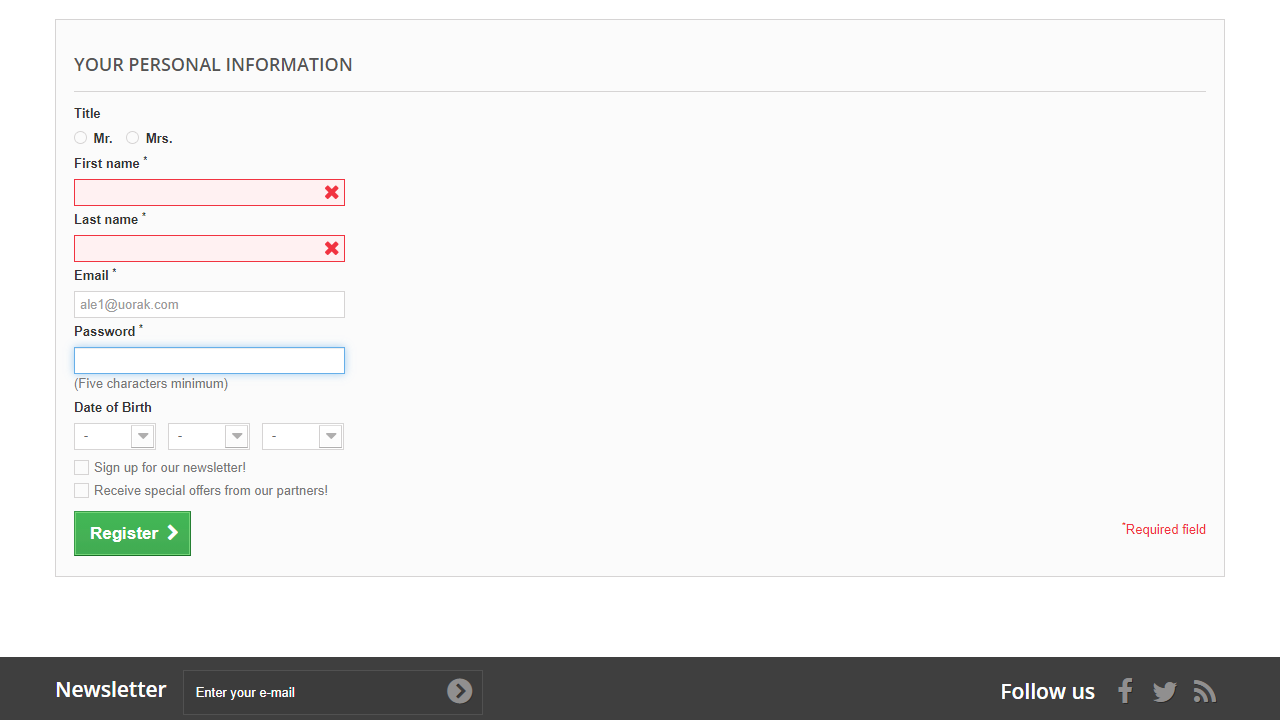 YOUR PERSONAL INFORMATION
Title
Mr. Mrs.
First name *
Last name *
Email *
ale1@uorak.com
Password *
(Five characters minimum)
Date of Birth
- - -
Sign up for our newsletter!
Receive special offers from our partners!
Register
*Required field
Newsletter
Enter your e-mail
Follow us